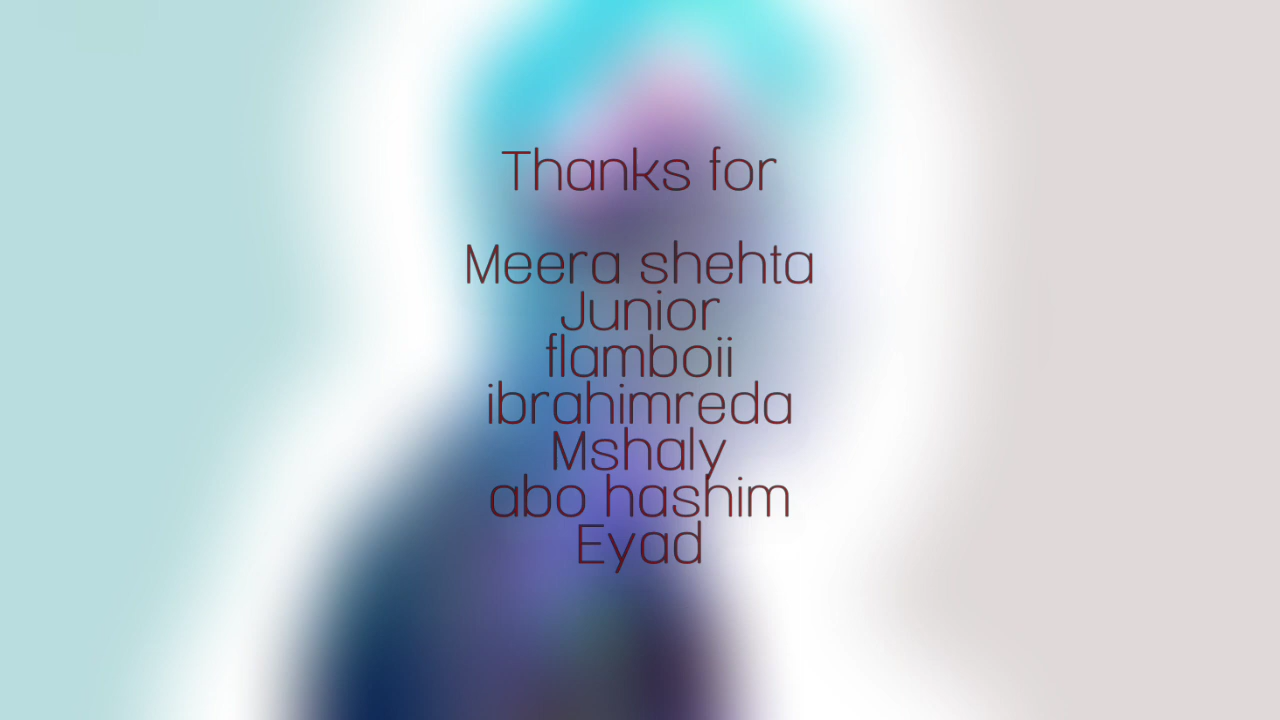 Thanks for
Meera shehta
Junior
flamboii
ibrahimreda
Mshaly
abo hashim
Eyad